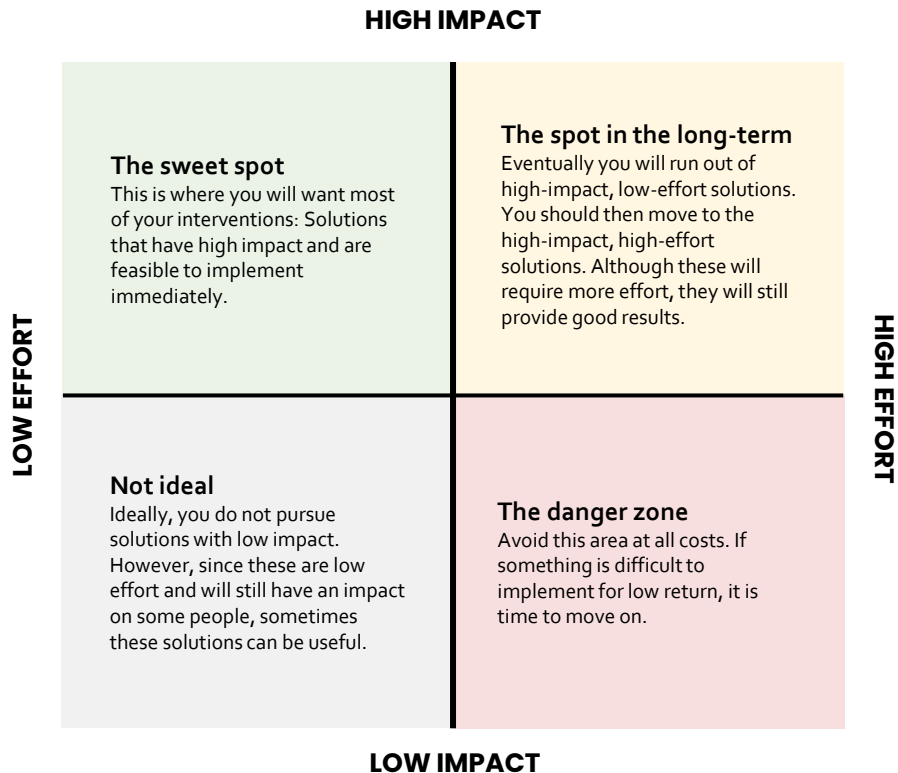 HIGH IMPACT
The sweet spot
This is where you will want most
of your interventions: Solutions
that have high impact and are
feasible to implement
immediately.
The spot in the long-term
Eventually you will run out of
high-impact, low-effort solutions.
You should then move to the
high-impact, high-effort
solutions. Although these will
require more effort, they will still
provide good results.
LOW EFFORT
HIGH EFFORT
Not ideal
Ideally, you do not pursue
solutions with low impact.
However, since these are low
effort and will still have an impact
on some people, sometimes
these solutions can be useful.
The danger zone
Avoid this area at all costs. If
something is difficult to
implement for low return, it is
time to move on.
LOW IMPACT